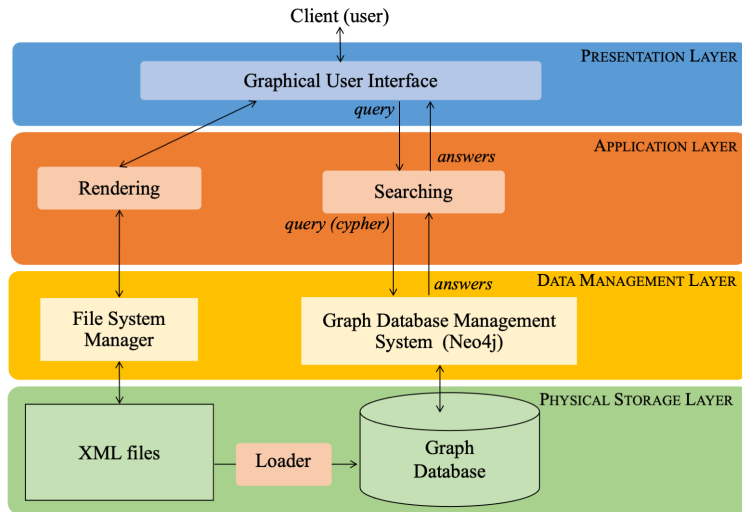 Client (user)
PRESENTATION LAYER
Graphical User Interface
query
answers
APPLICATION LAYER
Rendering
Searching
query (cypher)
answers
DATA MANAGEMENT LAYER
File System
Manager
Graph Database Management
System (Neo4j)
PHYSICAL STORAGE LAYER
XML files
Loader
Graph
Database